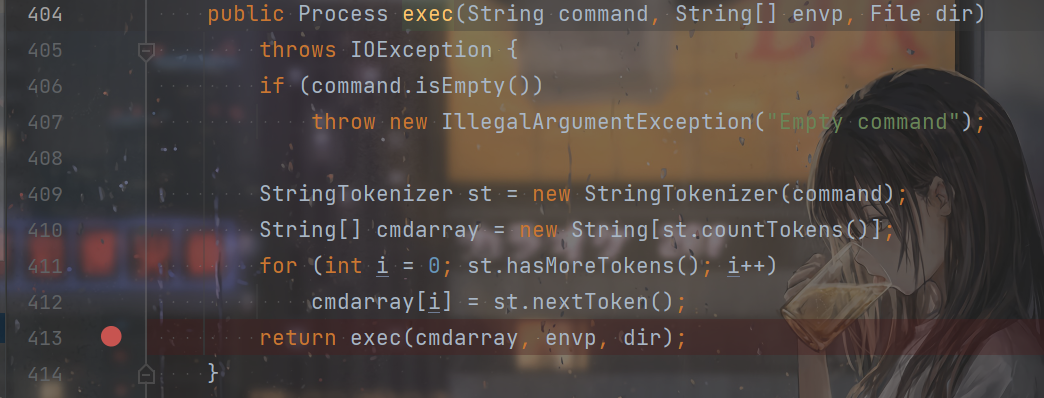 404 public Process exec(String command, String[] envp, File dir)
405 throws IOException {
406 if (command.isEmpty())
407 throw new IllegalArgumentException("Empty command");
408
409 StringTokenizer st = new StringTokenizer(command);
410 String[] cmdarray = new String[st.countTokens()];
411 for (int i = 0; st.hasMoreTokens(); i++)
412 cmdarray[i] = st.nextToken();
413 return exec(cmdarray, envp, dir);
414 }